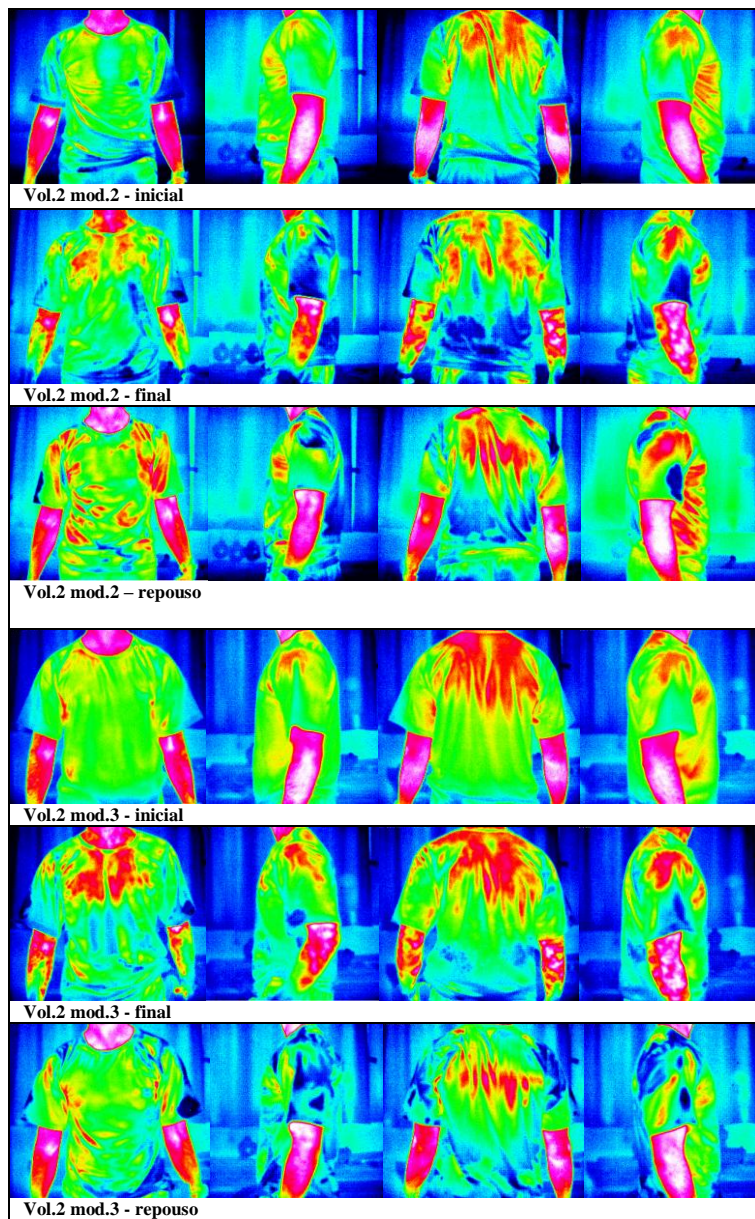 Vol.2 mod.2 - inicial
Vol.2 mod.2 - final
Vol.2 mod.2 – repouso
Vol.2 mod.3 - inicial
Vol.2 mod.3 - final
Vol.2 mod.3 - repouso